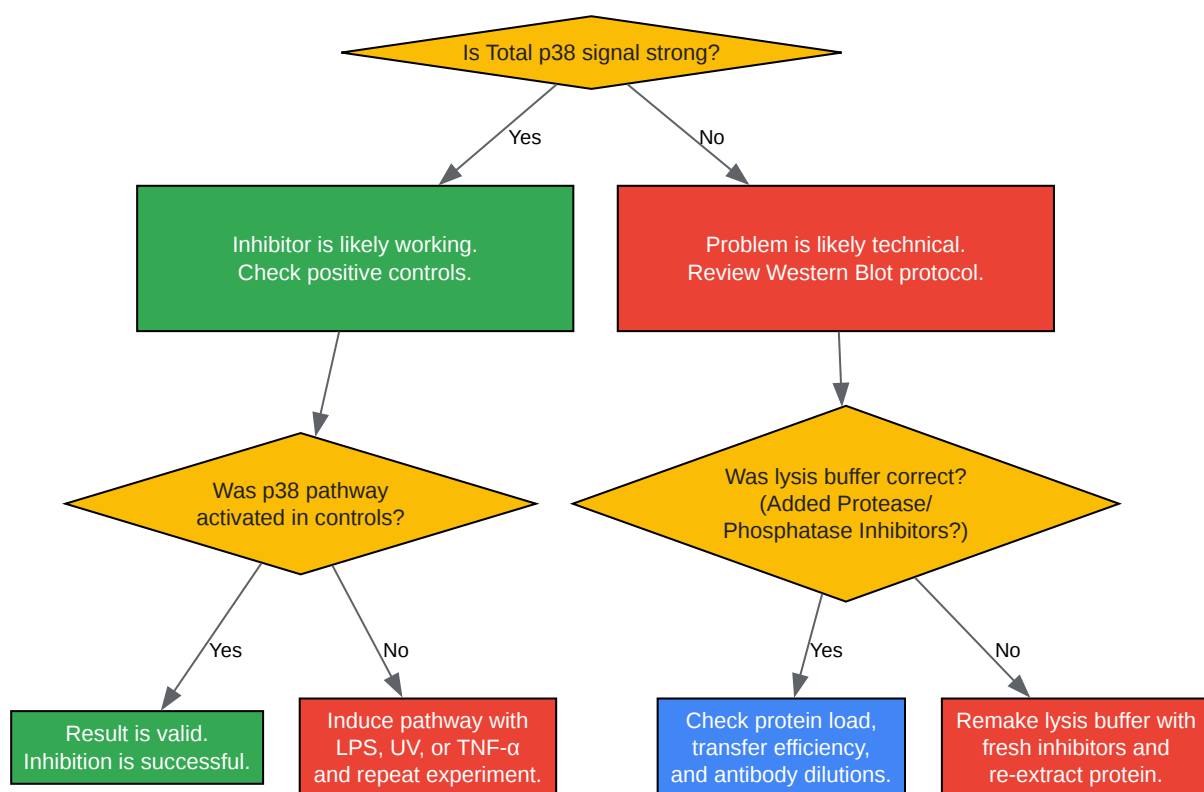 Is Total p38 signal strong?
Yes
No
Inhibitor is likely working.
Check positive controls.
Problem is likely technical.
Review Western Blot protocol.
Was p38 pathway
activated in controls?
Was lysis buffer correct?
(Added Protease/
Phosphatase Inhibitors?)
Yes
No
Yes
No
Result is valid.
Inhibition is successful.
Induce pathway with
LPS, UV, or TNF-α
and repeat experiment.
Check protein load,
transfer efficiency,
and antibody dilutions.
Remake lysis buffer with
fresh inhibitors and
re-extract protein.